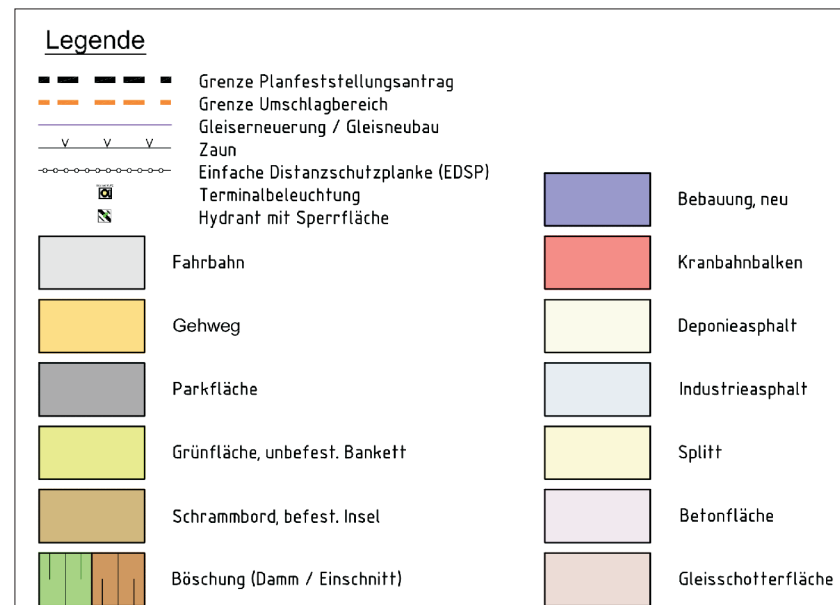 Legende
Grenze Planfeststellungsantrag
Grenze Umschlagbereich
Gleiserneuerung / Gleisneubau
Zaun
Einfache Distanzschutzplanke (EDSP)
Terminalbeleuchtung
Hydrant mit Sperrfläche
Fahrbahn
Gehweg
Parkfläche
Grünfläche, unbefest. Bankett
Schrammbord, befest. Insel
Böschung (Damm / Einschnitt)
Bebauung, neu
Kranbahnbalken
Deponieasphalt
Industrieasphalt
Splitt
Betonfläche
Gleisschotterfläche